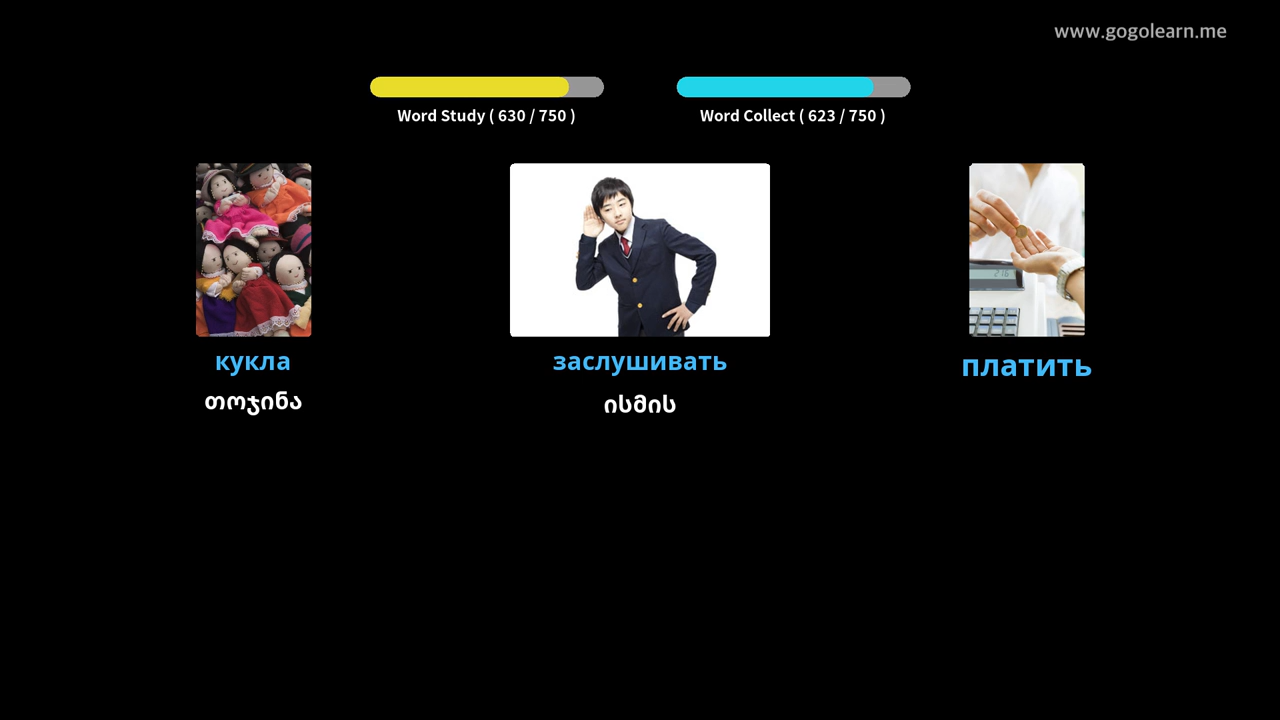 www.gogolearn.me
Word Study ( 630 / 750 )
Word Collect ( 623 / 750 )
кукла
заслушивать
платить
თოჯინა
ისმის